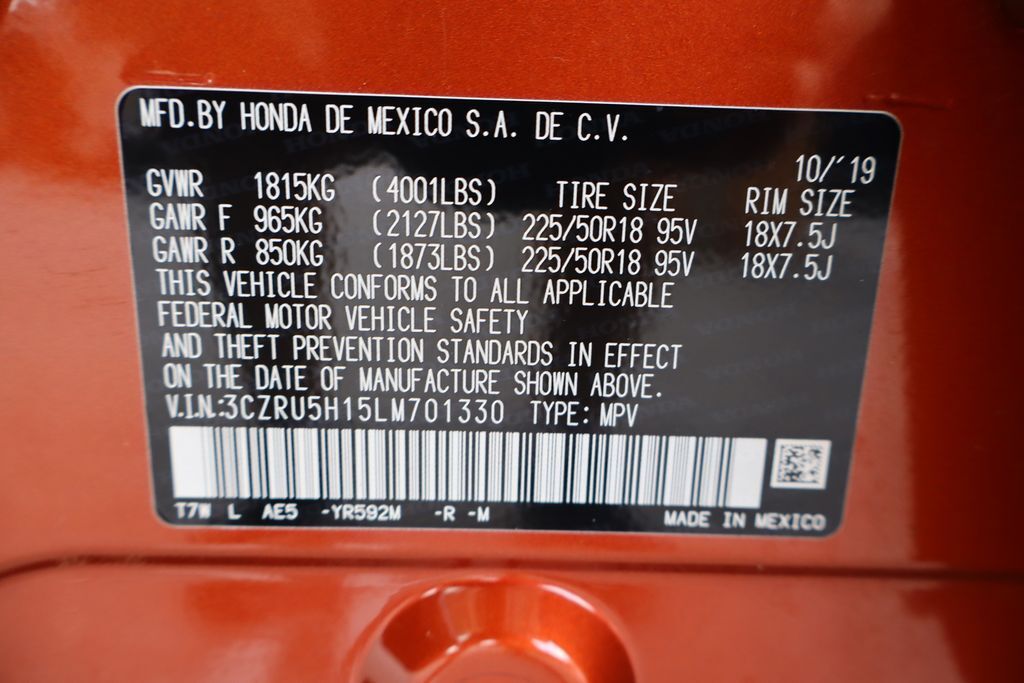 MFD.BY HONDA DE MEXICO S.A. DE C.V.
10/'19
GVWR 1815KG (4001LBS) TIRE SIZE RIM SIZE
GAWR F 965KG (2127LBS) 225/50R18 95V 18X7.5J
GAWR R 850KG (1873LBS) 225/50R18 95V 18X7.5J
THIS VEHICLE CONFORMS TO ALL APPLICABLE
FEDERAL MOTOR VEHICLE SAFETY
AND THEFT PREVENTION STANDARDS IN EFFECT
ON THE DATE OF MANUFACTURE SHOWN ABOVE.
V.I.N.:3CZRU5H15LM701330 TYPE: MPV
T7W L AE5 -YR592M -R -M MADE IN MEXICO